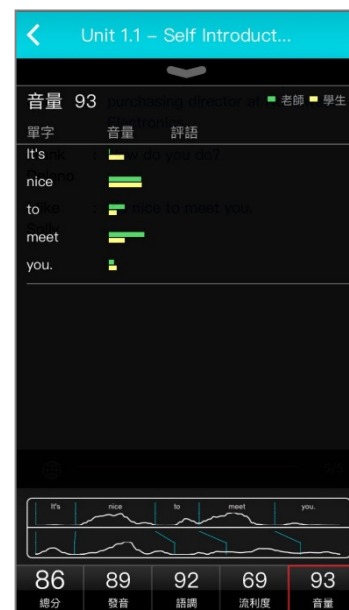 Unit 1.1 – Self Introduct...
音量 93
老師 學生
purchasing director at
單字 音量 評語
It's
How do you do?
nice
to
nice to meet you.
meet
you.
It's nice to meet you.
86 89 92 69 93
總分 發音 語調 流利度 音量